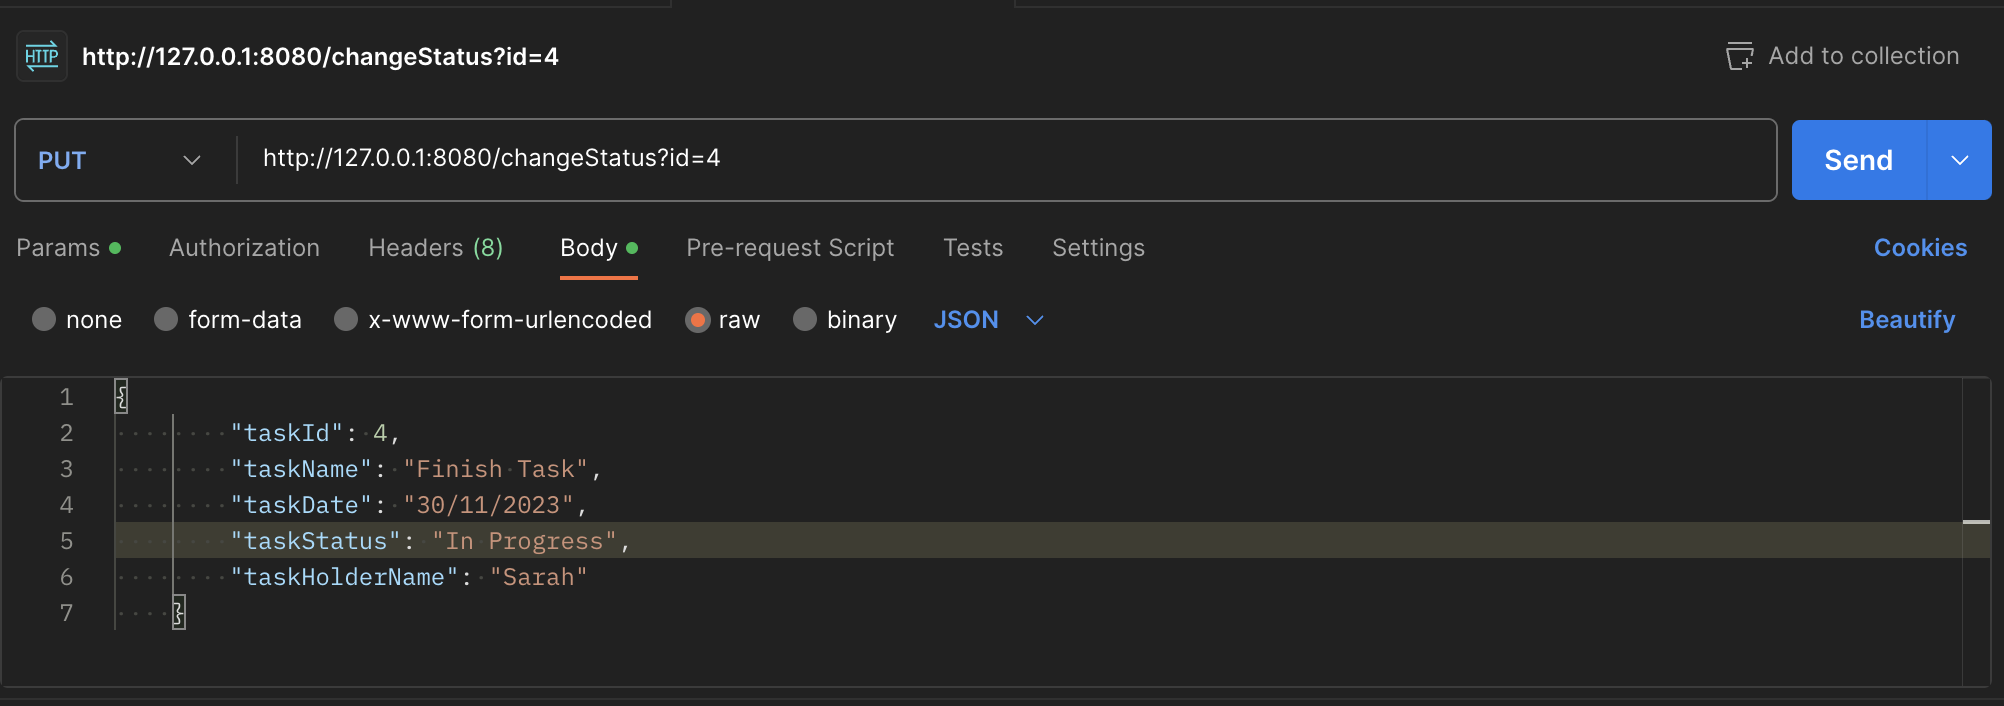 HTTP http://127.0.0.1:8080/changeStatus?id=4 Add to collection
PUT http://127.0.0.1:8080/changeStatus?id=4 Send
Params Authorization Headers (8) Body Pre-request Script Tests Settings Cookies
none form-data x-www-form-urlencoded raw binary JSON Beautify
1 {
2 "taskId": 4,
3 "taskName": "Finish Task",
4 "taskDate": "30/11/2023",
5 "taskStatus": "In Progress",
6 "taskHolderName": "Sarah"
7 }